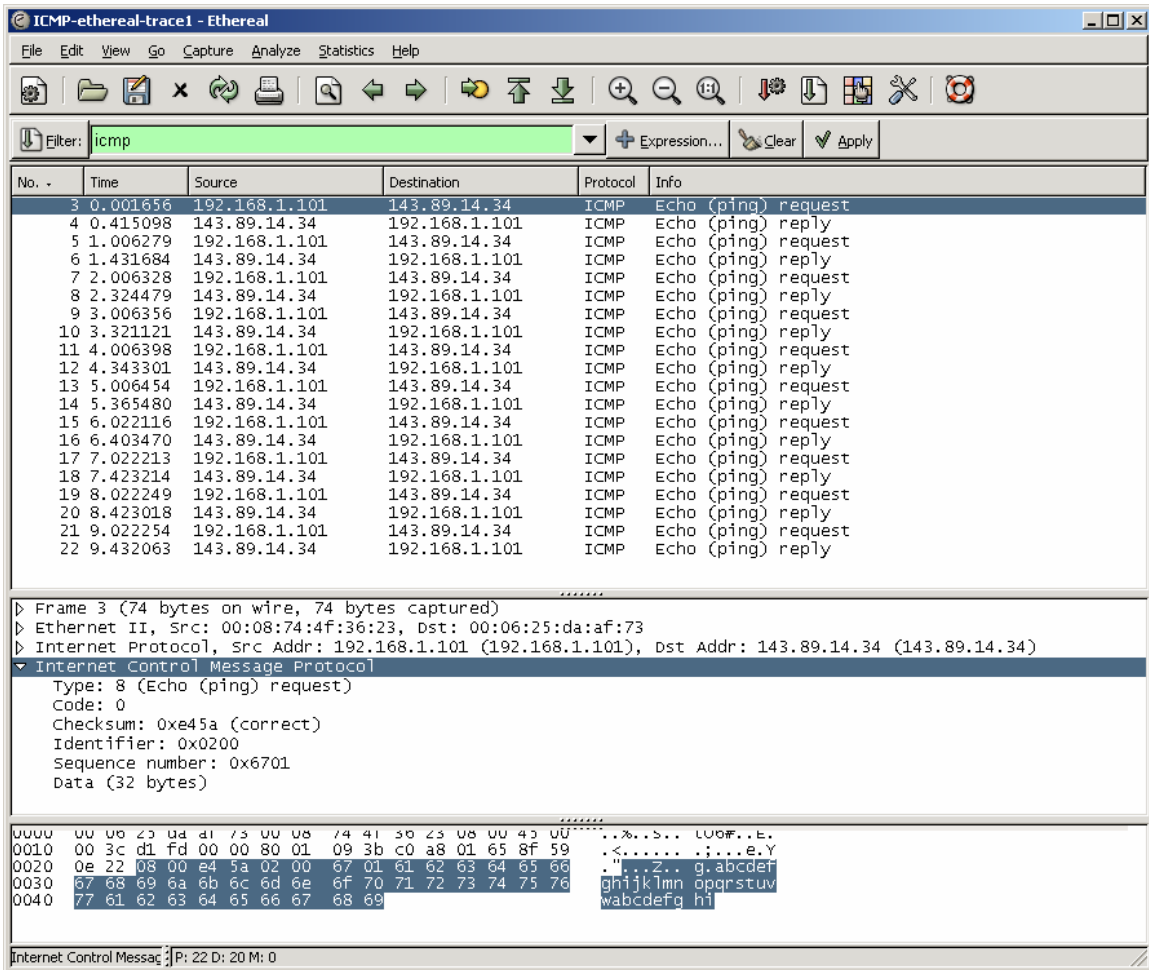 ICMP-ethereal-trace1 - Ethereal
File Edit View Go Capture Analyze Statistics Help
Filter: icmp Expression... Clear Apply
No. Time Source Destination Protocol Info
3 0.001656 192.168.1.101 143.89.14.34 ICMP Echo (ping) request
4 0.415098 143.89.14.34 192.168.1.101 ICMP Echo (ping) reply
5 1.006279 192.168.1.101 143.89.14.34 ICMP Echo (ping) request
6 1.431684 143.89.14.34 192.168.1.101 ICMP Echo (ping) reply
7 2.006328 192.168.1.101 143.89.14.34 ICMP Echo (ping) request
8 2.324479 143.89.14.34 192.168.1.101 ICMP Echo (ping) reply
9 3.006356 192.168.1.101 143.89.14.34 ICMP Echo (ping) request
10 3.321121 143.89.14.34 192.168.1.101 ICMP Echo (ping) reply
11 4.006398 192.168.1.101 143.89.14.34 ICMP Echo (ping) request
12 4.343301 143.89.14.34 192.168.1.101 ICMP Echo (ping) reply
13 5.006454 192.168.1.101 143.89.14.34 ICMP Echo (ping) request
14 5.365480 143.89.14.34 192.168.1.101 ICMP Echo (ping) reply
15 6.022116 192.168.1.101 143.89.14.34 ICMP Echo (ping) request
16 6.403470 143.89.14.34 192.168.1.101 ICMP Echo (ping) reply
17 7.022213 192.168.1.101 143.89.14.34 ICMP Echo (ping) request
18 7.423214 143.89.14.34 192.168.1.101 ICMP Echo (ping) reply
19 8.022249 192.168.1.101 143.89.14.34 ICMP Echo (ping) request
20 8.423018 143.89.14.34 192.168.1.101 ICMP Echo (ping) reply
21 9.022254 192.168.1.101 143.89.14.34 ICMP Echo (ping) request
22 9.432063 143.89.14.34 192.168.1.101 ICMP Echo (ping) reply
Frame 3 (74 bytes on wire, 74 bytes captured)
Ethernet II, Src: 00:08:74:4f:36:23, Dst: 00:06:25:da:af:73
Internet Protocol, Src Addr: 192.168.1.101 (192.168.1.101), Dst Addr: 143.89.14.34 (143.89.14.34)
Internet Control Message Protocol
Type: 8 (Echo (ping) request)
Code: 0
Checksum: 0xe45a (correct)
Identifier: 0x0200
Sequence number: 0x6701
Data (32 bytes)
0000 00 06 25 da af 73 00 08 74 4f 36 23 08 00 45 00 ..%..s.. tO6#..E.
0010 00 3c d1 fd 00 00 80 01 09 3b c0 a8 01 65 8f 59 .<...... .;...e.Y
0020 0e 22 08 00 e4 5a 02 00 67 01 61 62 63 64 65 66 ."...Z.. g.abcdef
0030 67 68 69 6a 6b 6c 6d 6e 6f 70 71 72 73 74 75 76 ghijklmn opqrstuv
0040 77 61 62 63 64 65 66 67 68 69 wabcdefg hi
Internet Control Messag P: 22 D: 20 M: 0